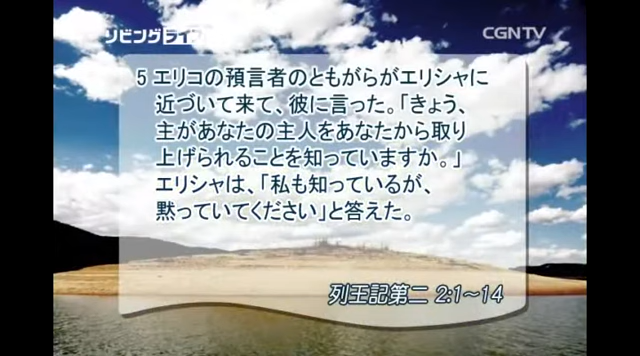 リビングライフ
CGNTV
5 エリコの預言者のともがらがエリシャに
近づいて来て、彼に言った。「きょう、
主があなたの主人をあなたから取り
上げられることを知っていますか。」
エリシャは、「私も知っているが、
黙っていてください」と答えた。
列王記第二 2:1～14